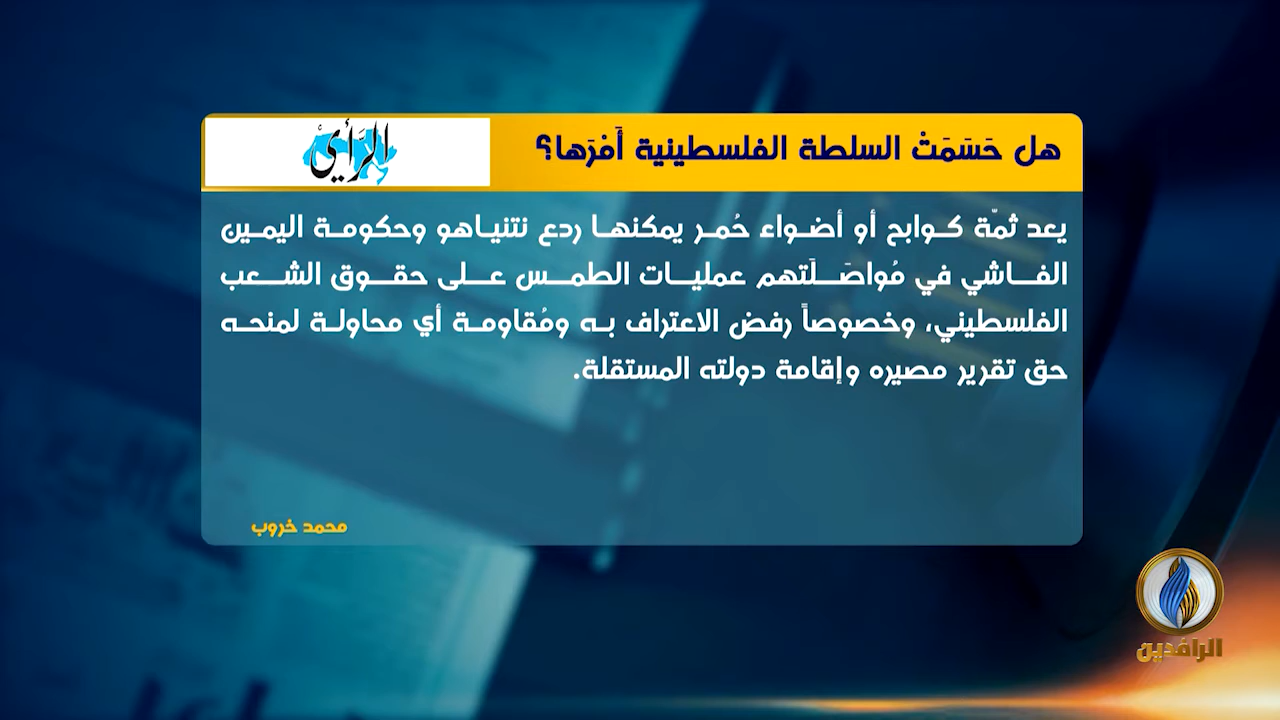 هل حَسَمَتْ السلطة الفلسطينية أَمْرَها؟
الرَأيُ
يعد ثمّة كوابح أو أضواء حُمر يمكنها ردع نتنياهو وحكومة اليمين
الفاشي في مُواصَلَتهم عمليات الطمس على حقوق الشعب
الفلسطيني، وخصوصاً رفض الاعتراف به ومُقاومة أي محاولة لمنحه
حق تقرير مصيره وإقامة دولته المستقلة.
محمد خروب
الرافدين